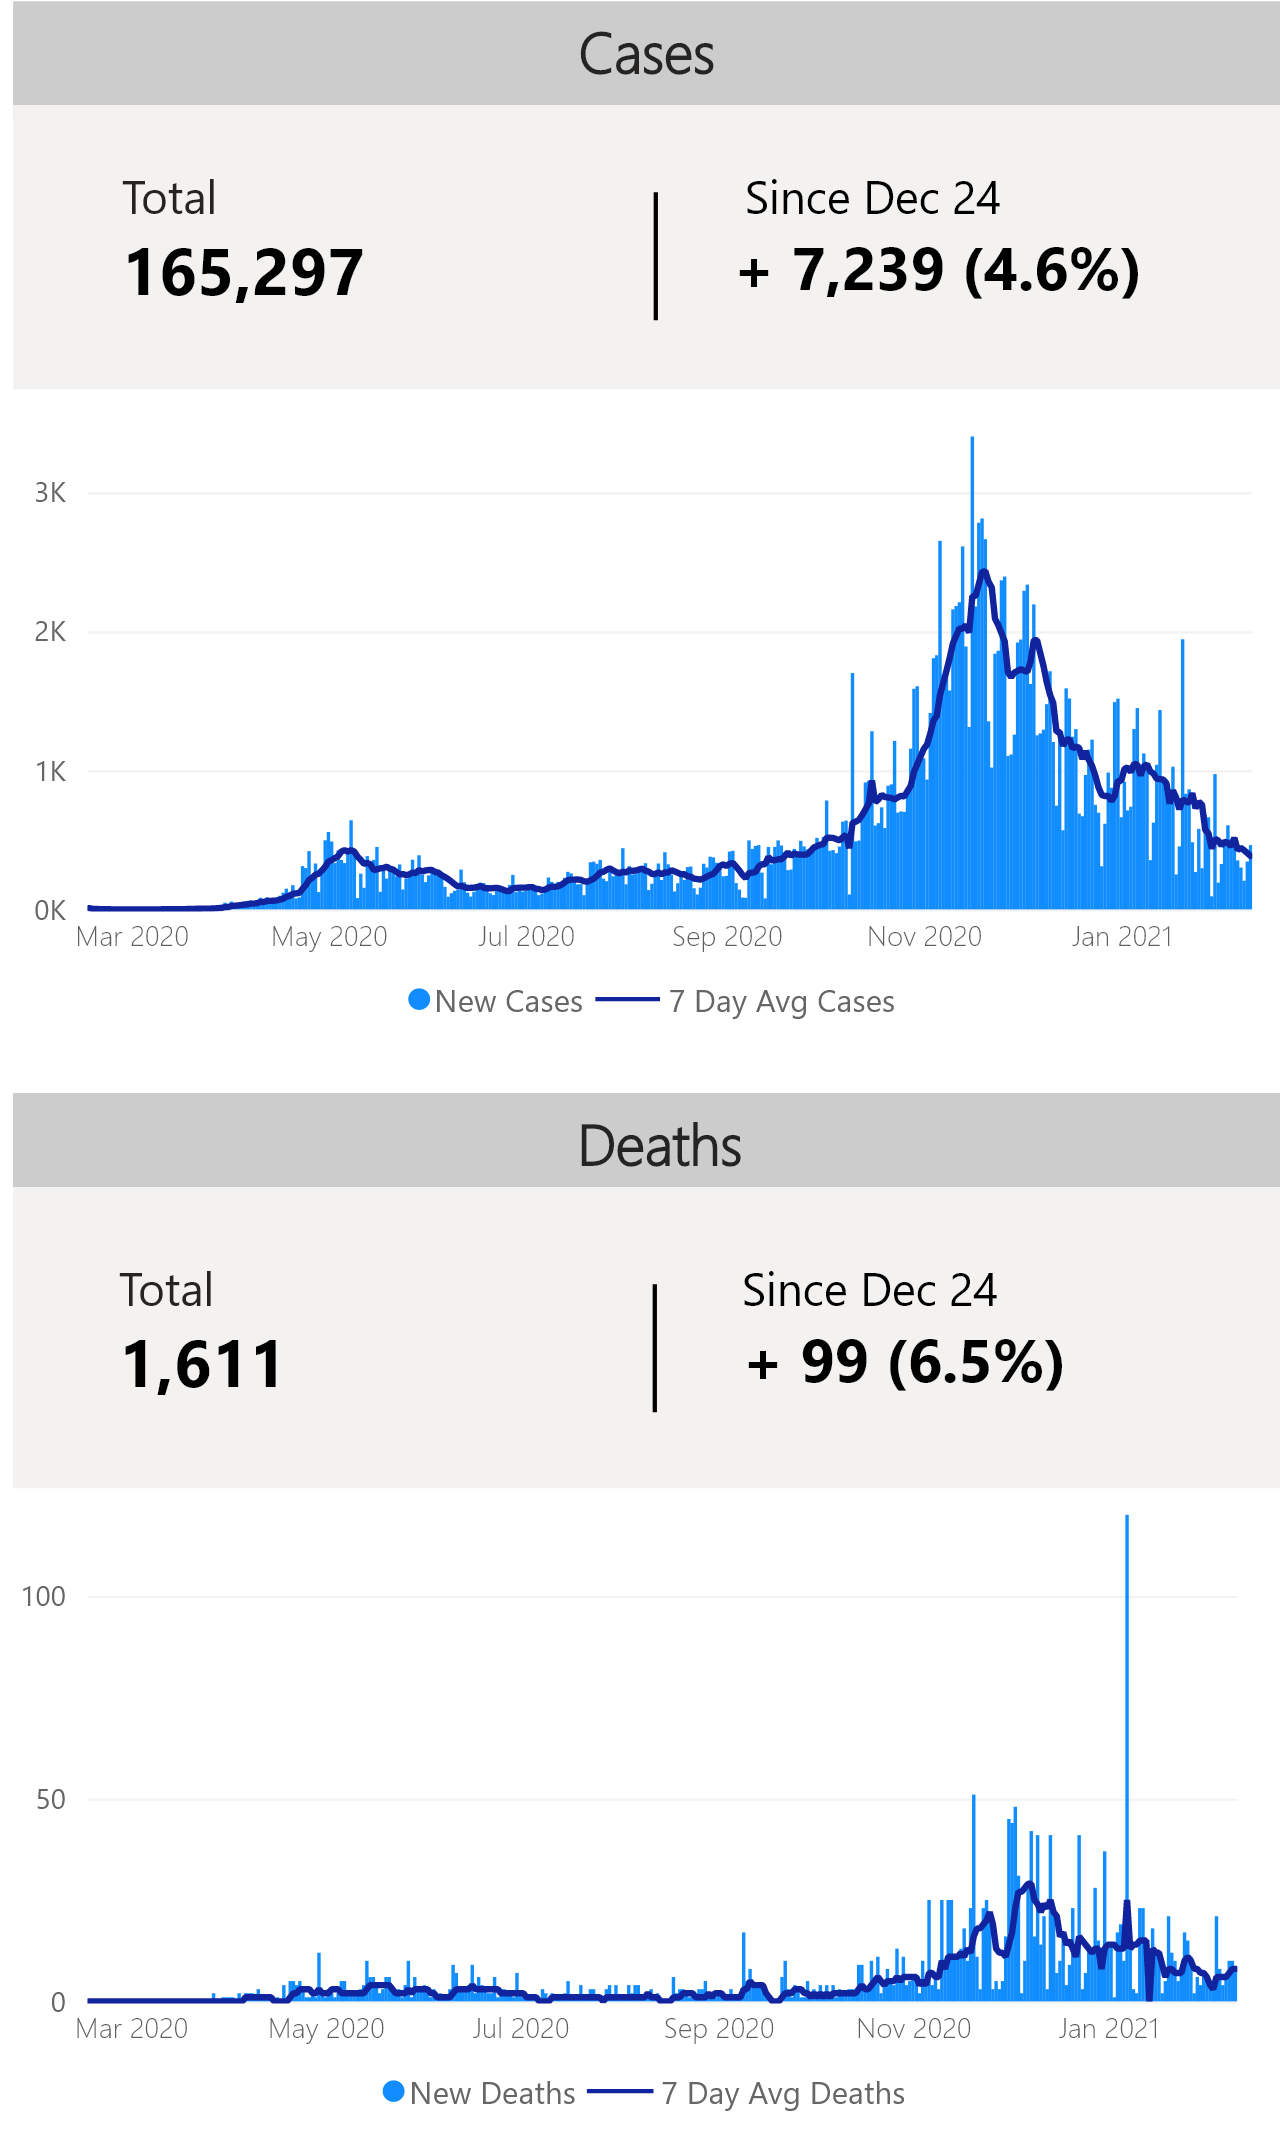 Cases
Total
165,297
Since Dec 24
+ 7,239 (4.6%)
3K
2K
1K
0K
Mar 2020 May 2020 Jul 2020 Sep 2020 Nov 2020 Jan 2021
New Cases 7 Day Avg Cases
Deaths
Total
1,611
Since Dec 24
+ 99 (6.5%)
100
50
0
Mar 2020 May 2020 Jul 2020 Sep 2020 Nov 2020 Jan 2021
New Deaths 7 Day Avg Deaths